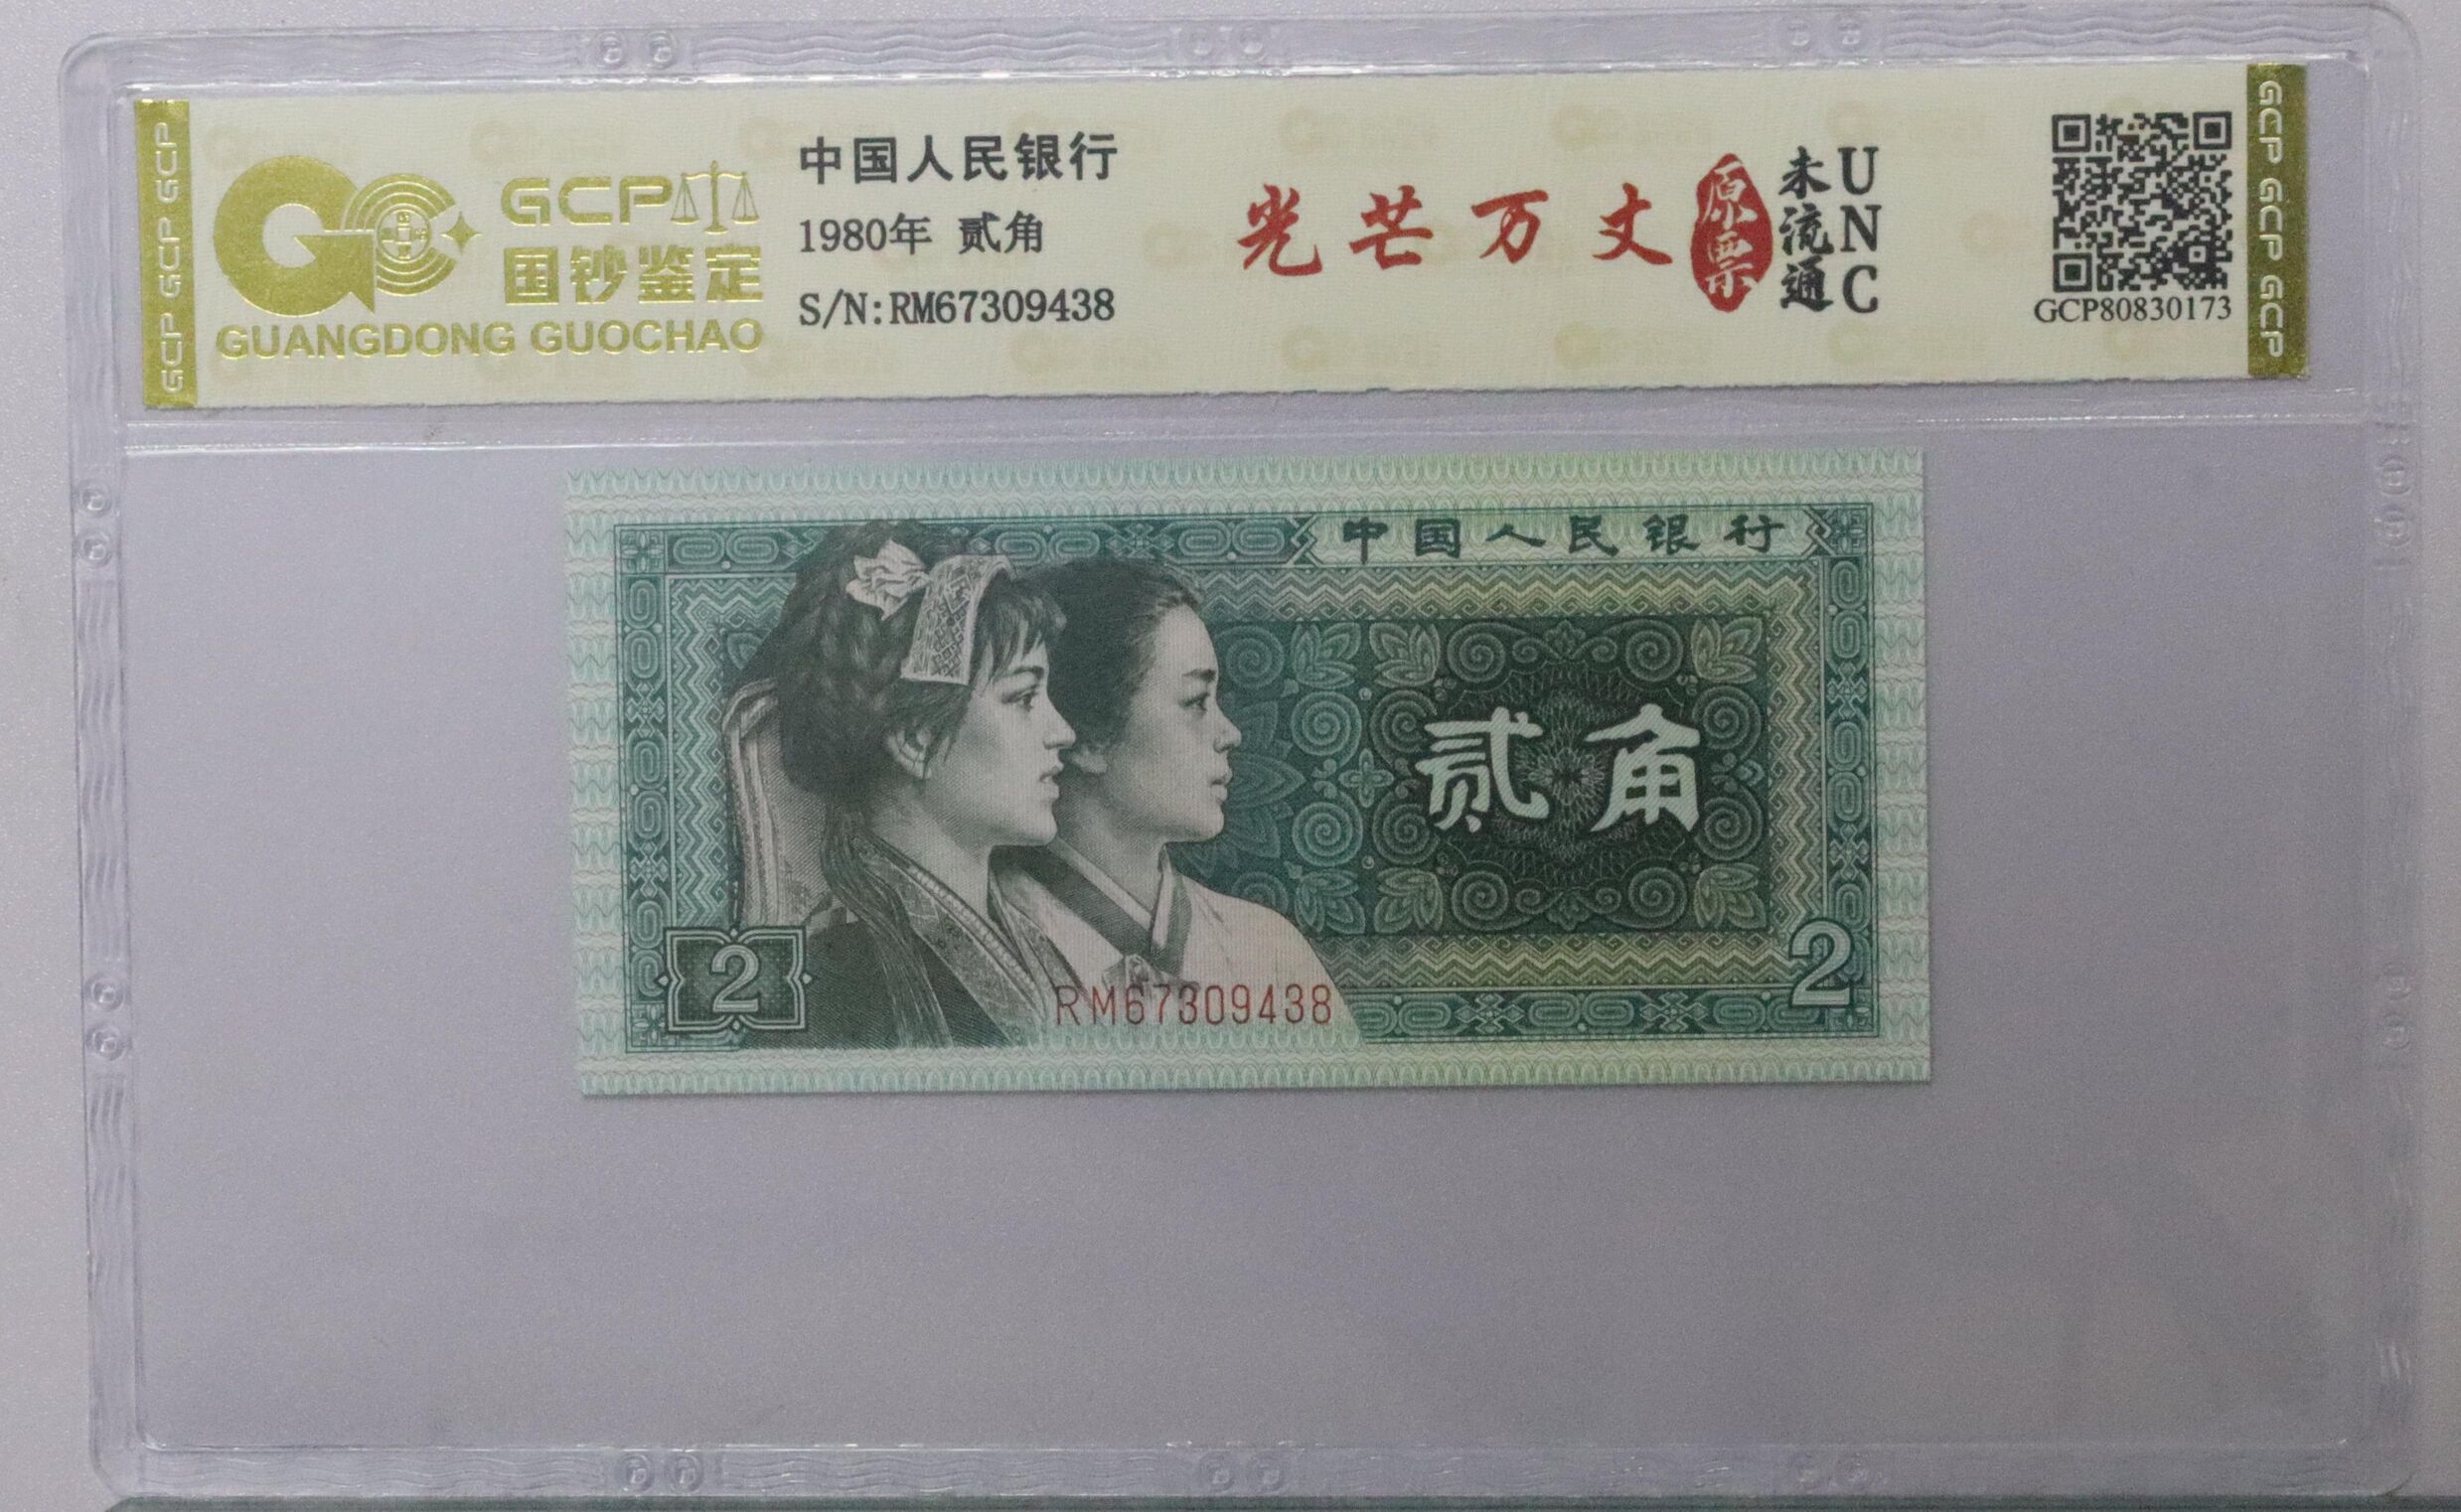 GCP GCP GCP
GCP
国钞鉴定
GUANGDONG GUOCHAO
中国人民银行
1980年 贰角
S/N:RM67309438
光芒万丈
原票
未流通
UNC
GCP80830173
GCP GCP GCP
中国人民银行
贰角
2
RM67309438
2